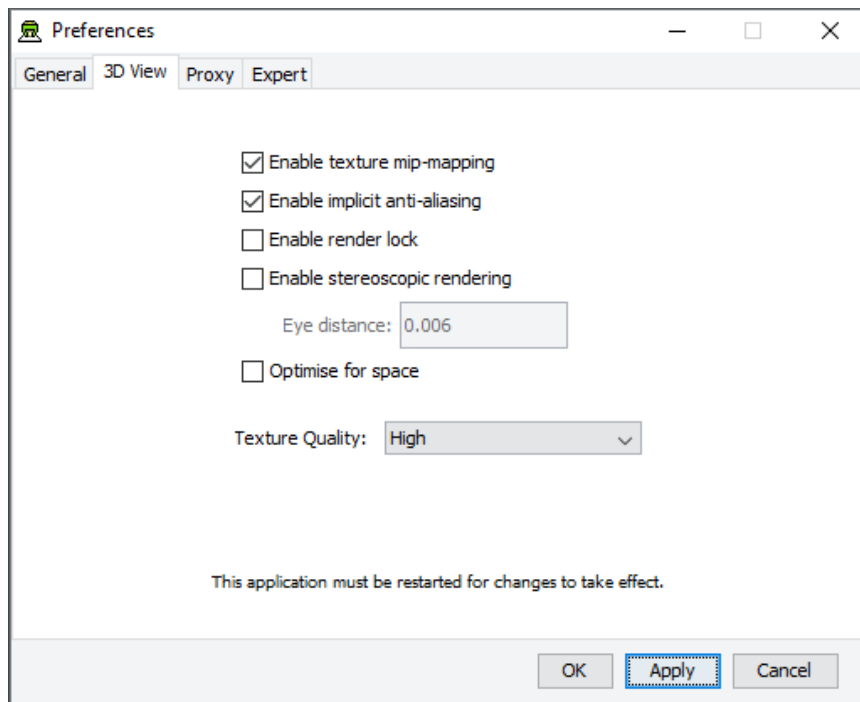 Preferences
General 3D View Proxy Expert
Enable texture mip-mapping
Enable implicit anti-aliasing
Enable render lock
Enable stereoscopic rendering
Eye distance: 0.006
Optimise for space
Texture Quality: High
This application must be restarted for changes to take effect.
OK Apply Cancel